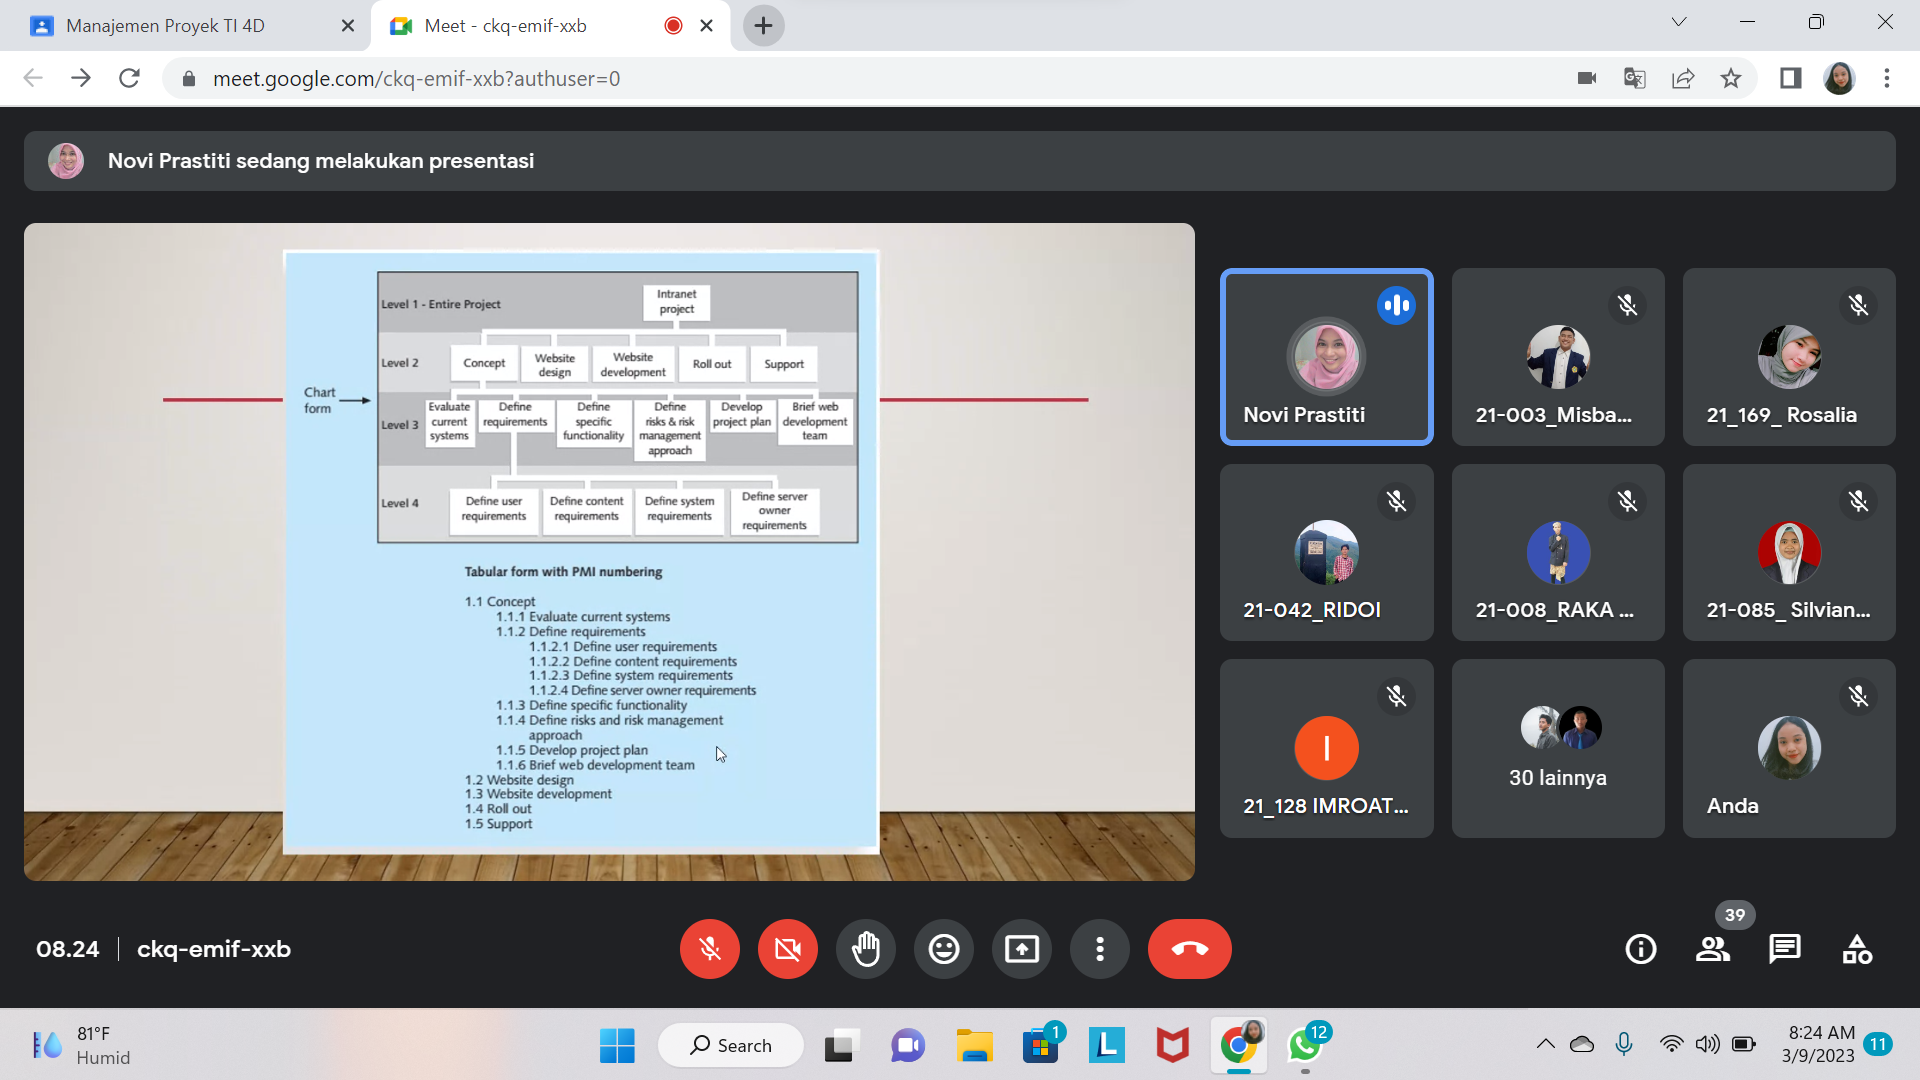 Manajemen Proyek TI 4D
Meet - ckq-emif-xxb
meet.google.com/ckq-emif-xxb?authuser=0
Novi Prastiti sedang melakukan presentasi
Level 1 - Entire Project
Intranet
project
Level 2
Concept
Website
design
Website
development
Roll out
Support
Chart
form
Level 3
Evaluate
current
systems
Define
requirements
Define
specific
functionality
Define
risks & risk
management
approach
Develop
project plan
Brief web
development
team
Level 4
Define user
requirements
Define content
requirements
Define system
requirements
Define server
owner
requirements
Tabular form with PMI numbering
1.1 Concept
1.1.1 Evaluate current systems
1.1.2 Define requirements
1.1.2.1 Define user requirements
1.1.2.2 Define content requirements
1.1.2.3 Define system requirements
1.1.2.4 Define server owner requirements
1.1.3 Define specific functionality
1.1.4 Define risks and risk management
approach
1.1.5 Develop project plan
1.1.6 Brief web development team
1.2 Website design
1.3 Website development
1.4 Roll out
1.5 Support
Novi Prastiti
21-003_Misba...
21_169_ Rosalia
21-042_RIDOI
21-008_RAKA ...
21-085_ Silvian...
I
21_128 IMROAT...
30 lainnya
Anda
08.24
ckq-emif-xxb
39
81°F
Humid
Search
1
L
12
8:24 AM
3/9/2023
11